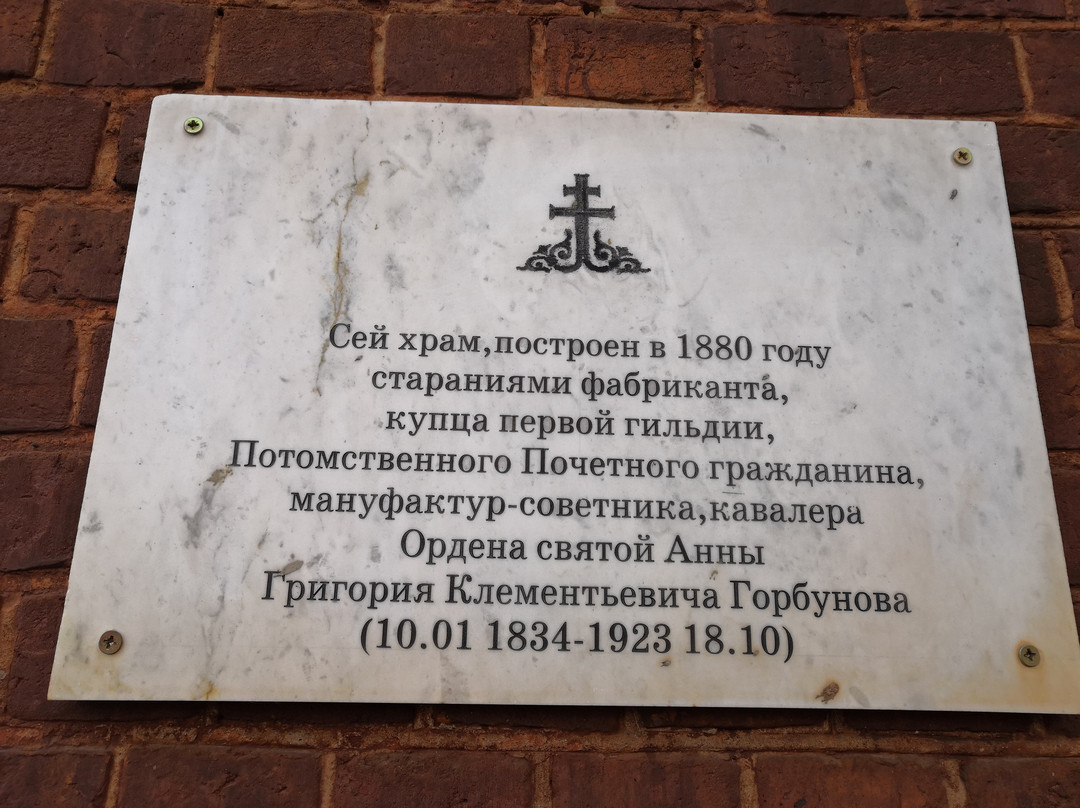 Сей храм,построен в 1880 году
стараниями фабриканта,
купца первой гильдии,
Потомственного Почетного гражданина,
мануфактур-советника,кавалера
Ордена святой Анны
Григория Клементьевича Горбунова
(10.01 1834-1923 18.10)